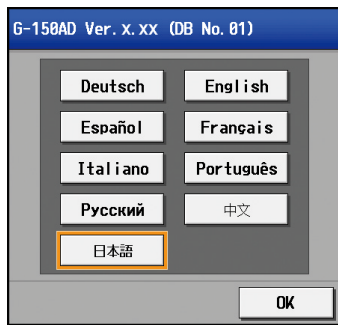 G-150AD Ver. x. xx (DB No. 01)
Deutsch English
Español Français
Italiano Português
Русский 中文
日本語
OK